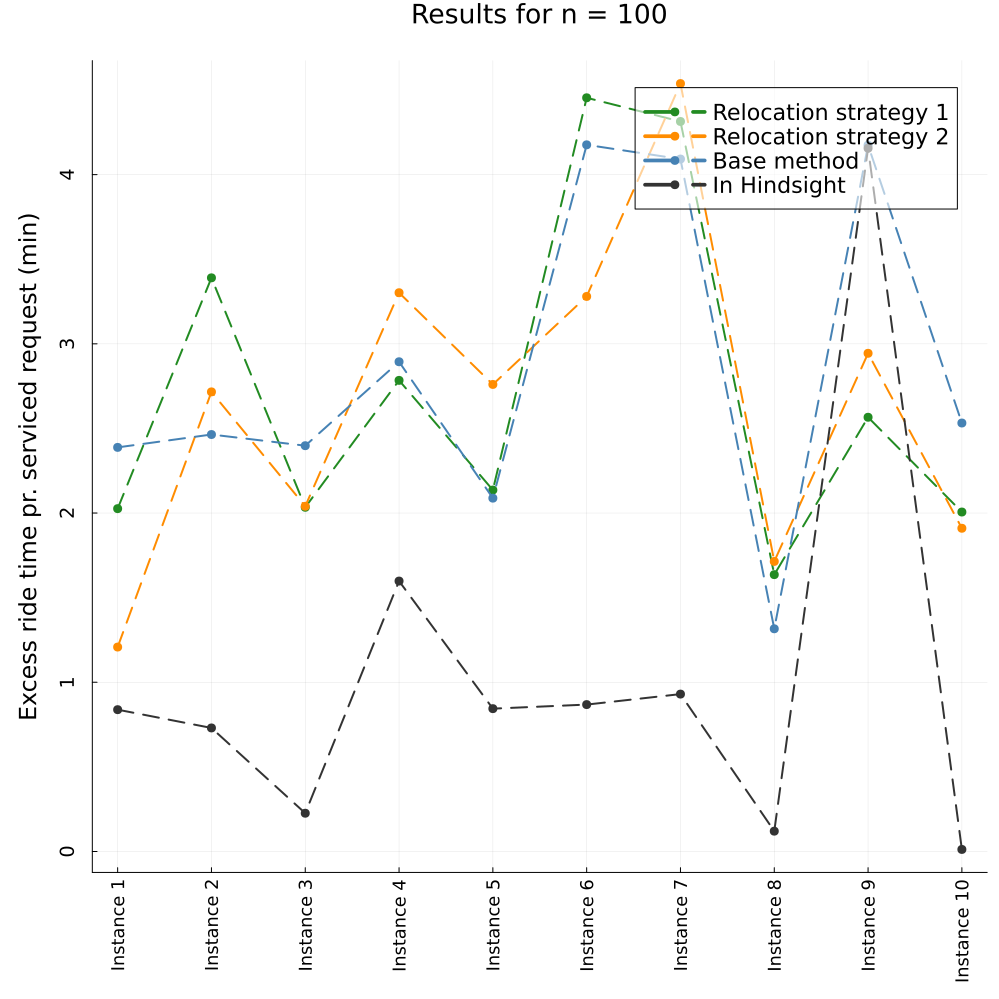 Results for n = 100
Relocation strategy 1
Relocation strategy 2
Base method
In Hindsight
Excess ride time pr. serviced request (min)
4
3
2
1
0
Instance 1
Instance 2
Instance 3
Instance 4
Instance 5
Instance 6
Instance 7
Instance 8
Instance 9
Instance 10